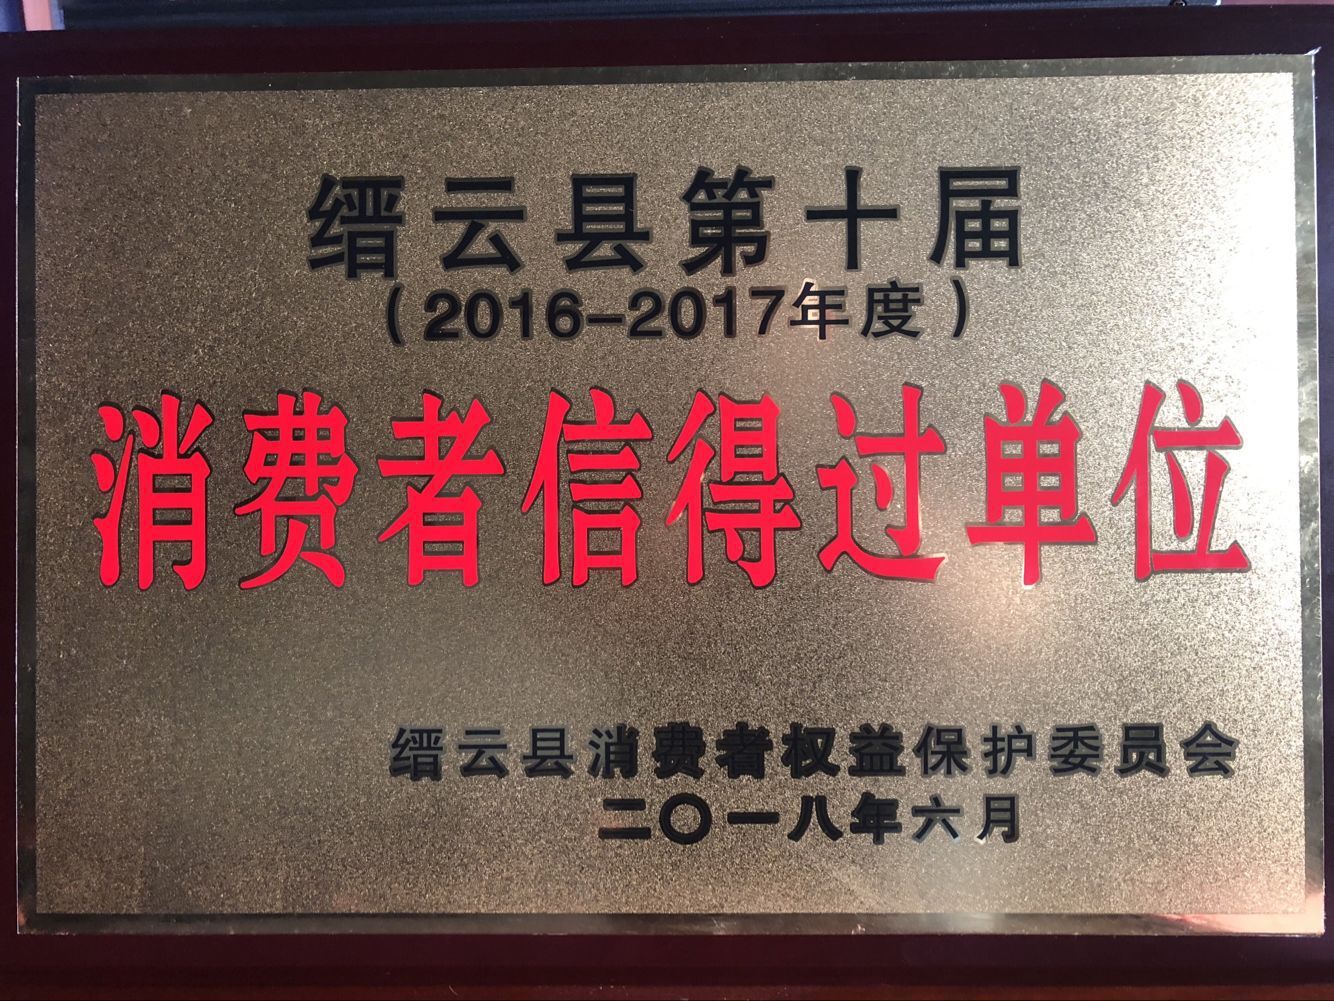 缙云县第十届
（2016-2017年度）
消费者信得过单位
缙云县消费者权益保护委员会
二〇一八年六月